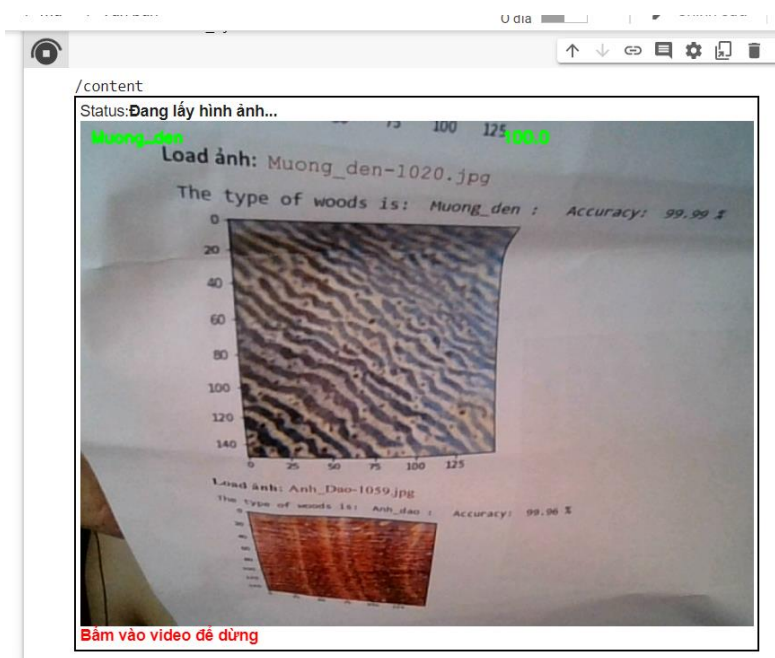 Ổ đĩa
/content
Status:Đang lấy hình ảnh...
Muong_den 100.0
75 100 125
Load ảnh: Muong_den-1020.jpg
The type of woods is: Muong_den : Accuracy: 99.99 %
0
20
40
60
80
100
120
140
0 25 50 75 100 125
Load ảnh: Anh_Dao-1059.jpg
The type of woods is: Anh_dao : Accuracy: 99.96 %
Bấm vào video để dừng